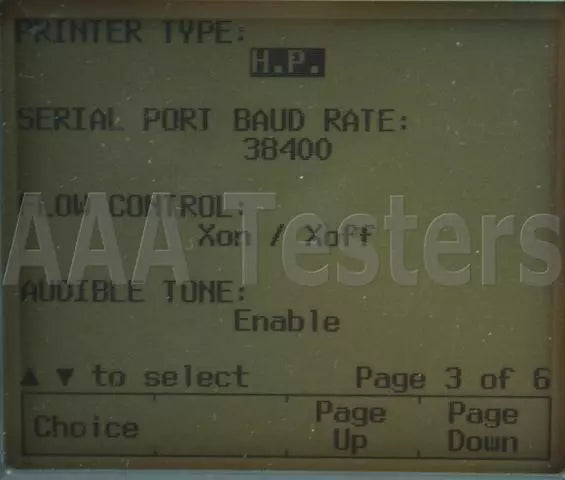 PRINTER TYPE:
H.P.
SERIAL PORT BAUD RATE:
38400
FLOW CONTROL:
Xon / Xoff
AAA Testers
AUDIBLE TONE:
Enable
▲ ▼ to select Page 3 of 6
Choice Page Up Page Down